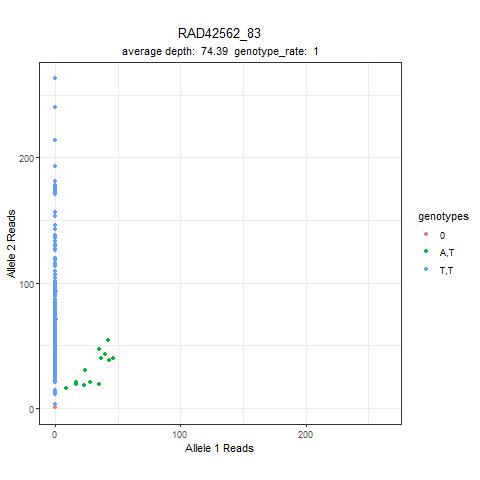 RAD42562_83
average depth:  74.39  genotype_rate:  1
Allele 2 Reads
200
100
0
0
100
200
Allele 1 Reads
genotypes
0
A,T
T,T